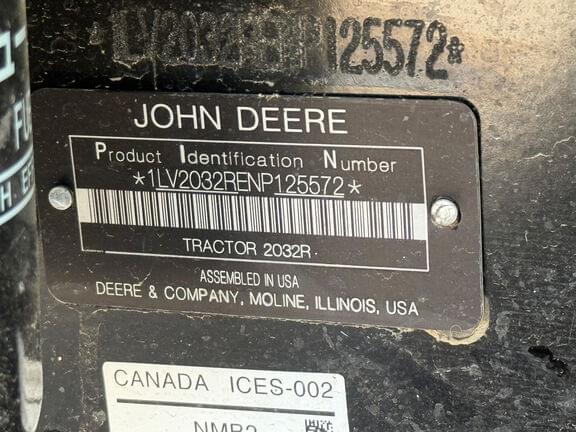 1LV2032RENP125572*
JOHN DEERE
Product Identification Number
*1LV2032RENP125572*
TRACTOR 2032R
ASSEMBLED IN USA
DEERE & COMPANY, MOLINE, ILLINOIS, USA
CANADA ICES-002